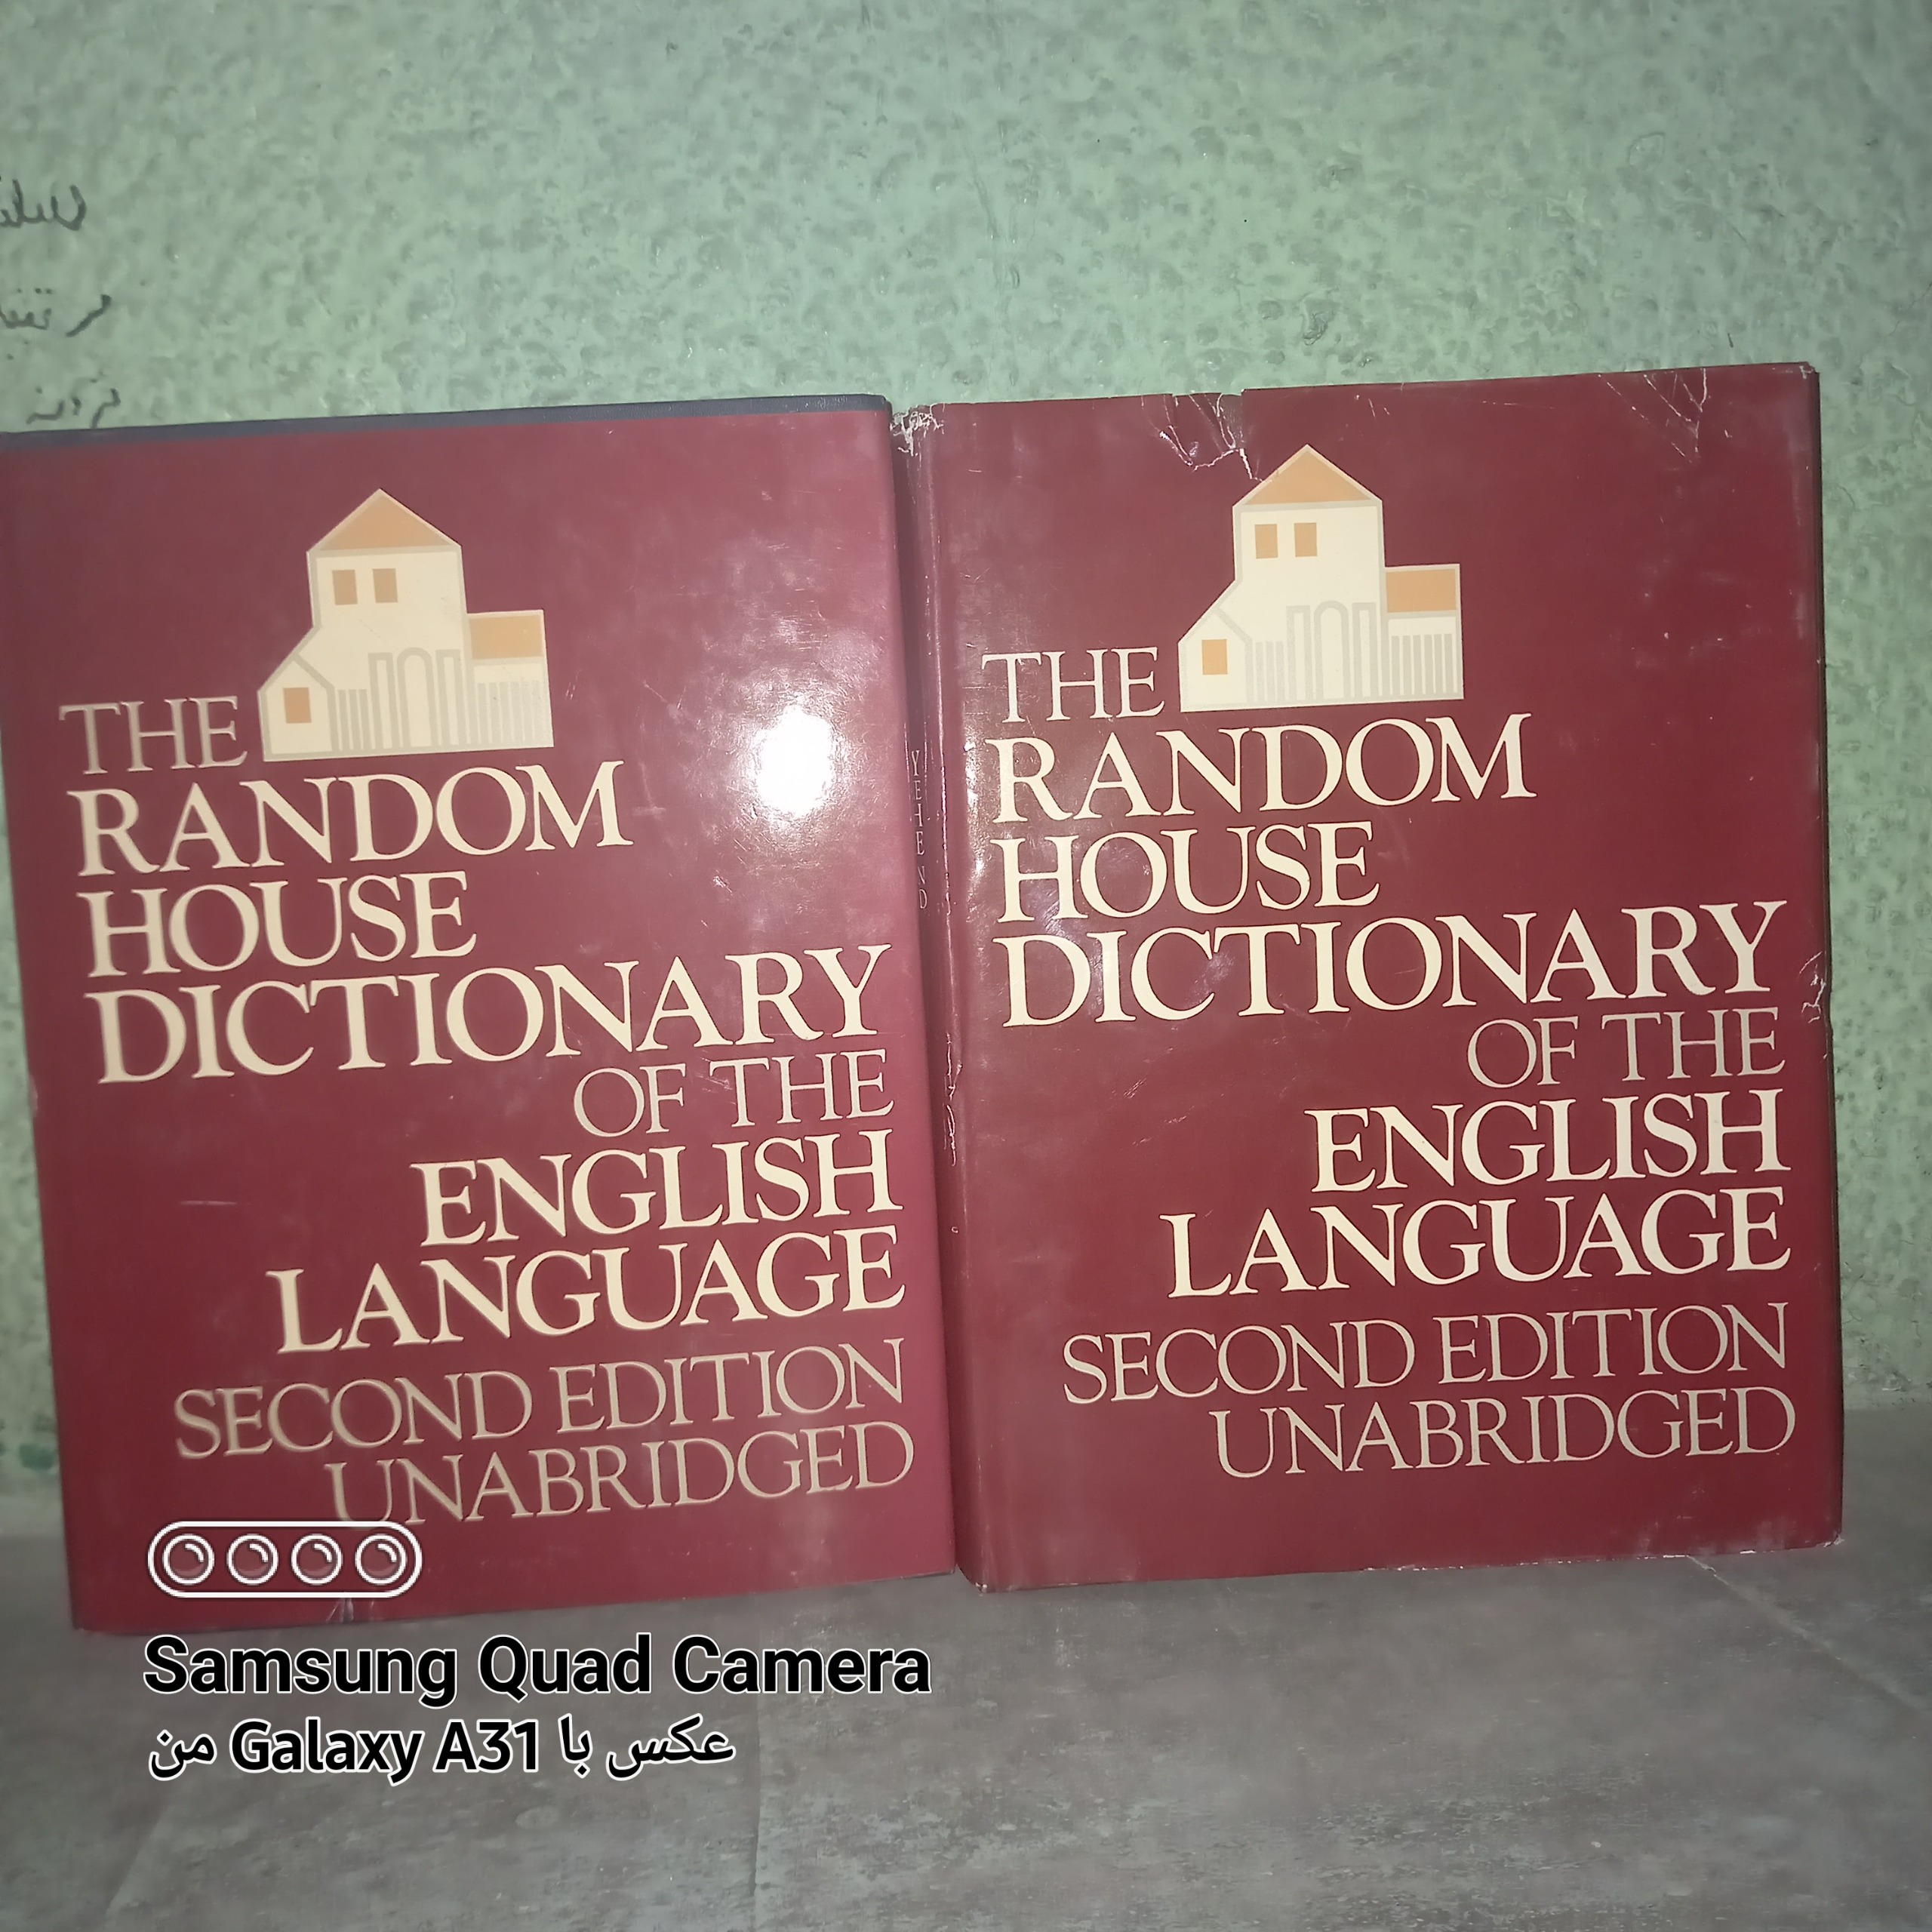 THE
RANDOM
HOUSE
DICTIONARY
OF THE
ENGLISH
LANGUAGE
SECOND EDITION
UNABRIDGED
THE
RANDOM
HOUSE
DICTIONARY
OF THE
ENGLISH
LANGUAGE
SECOND EDITION
UNABRIDGED
Samsung Quad Camera
عکس با Galaxy A31 من